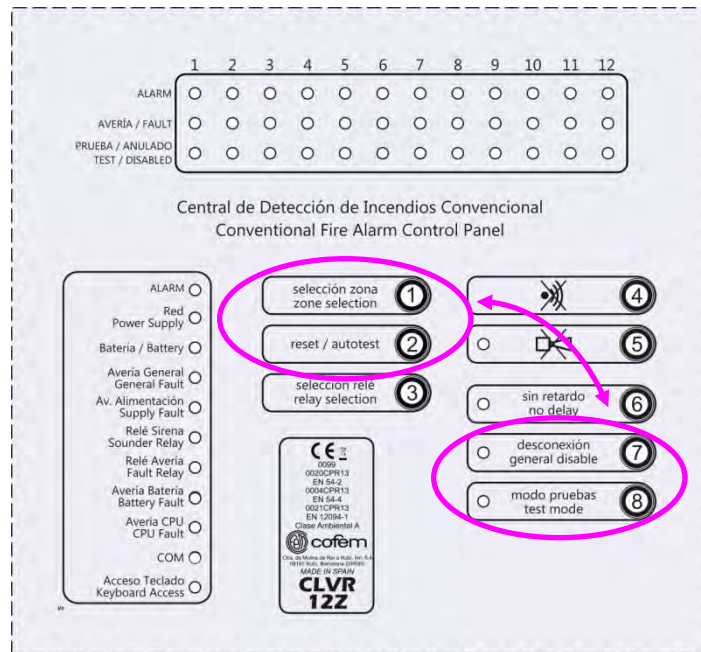 1 2 3 4 5 6 7 8 9 10 11 12
ALARM
AVERÍA / FAULT
PRUEBA / ANULADO
TEST / DISABLED
Central de Detección de Incendios Convencional
Conventional Fire Alarm Control Panel
ALARM
Red
Power Supply
Bateria / Battery
Averia General
General Fault
Av. Alimentación
Supply Fault
Relé Sirena
Sounder Relay
Relé Averia
Fault Relay
Averia Bateria
Battery Fault
Averia CPU
CPU Fault
COM
Acceso Teclado
Keyboard Access
selección zona
zone selection
1
reset / autotest
2
selección relé
relay selection
3
4
5
sin retardo
no delay
6
desconexión
general disable
7
modo pruebas
test mode
8
CE
0099
0020CPR13
EN 54-2
0004CPR13
EN 54-4
0021CPR13
EN 12094-1
Clase Ambiental A
cofem
MADE IN SPAIN
CLVR
12Z